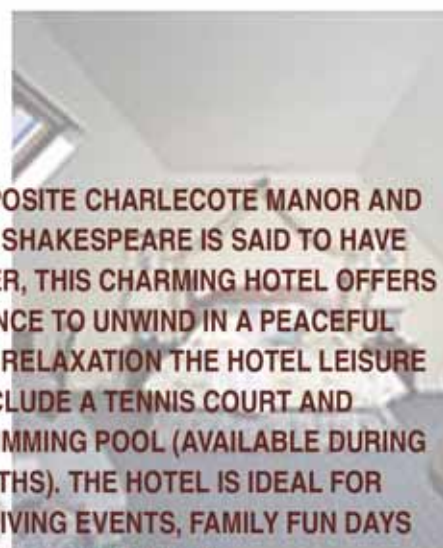 POSITE CHARLECOTE MANOR AND
SHAKESPEARE IS SAID TO HAVE
ER, THIS CHARMING HOTEL OFFERS
NCE TO UNWIND IN A PEACEFUL
RELAXATION THE HOTEL LEISURE
CLUDE A TENNIS COURT AND
MMING POOL (AVAILABLE DURING
THS). THE HOTEL IS IDEAL FOR
IVING EVENTS, FAMILY FUN DAYS